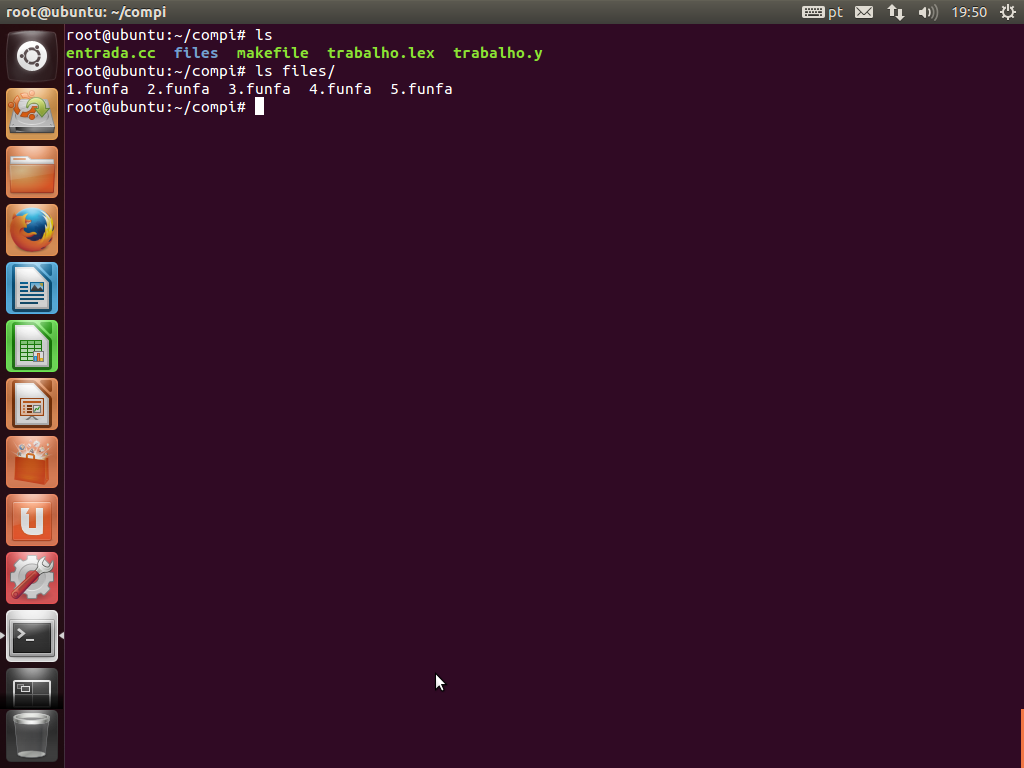 root@ubuntu: ~/compi
pt
19:50
root@ubuntu:~/compi# ls
entrada.cc  files  makefile  trabalho.lex  trabalho.y
root@ubuntu:~/compi# ls files/
1.funfa  2.funfa  3.funfa  4.funfa  5.funfa
root@ubuntu:~/compi#